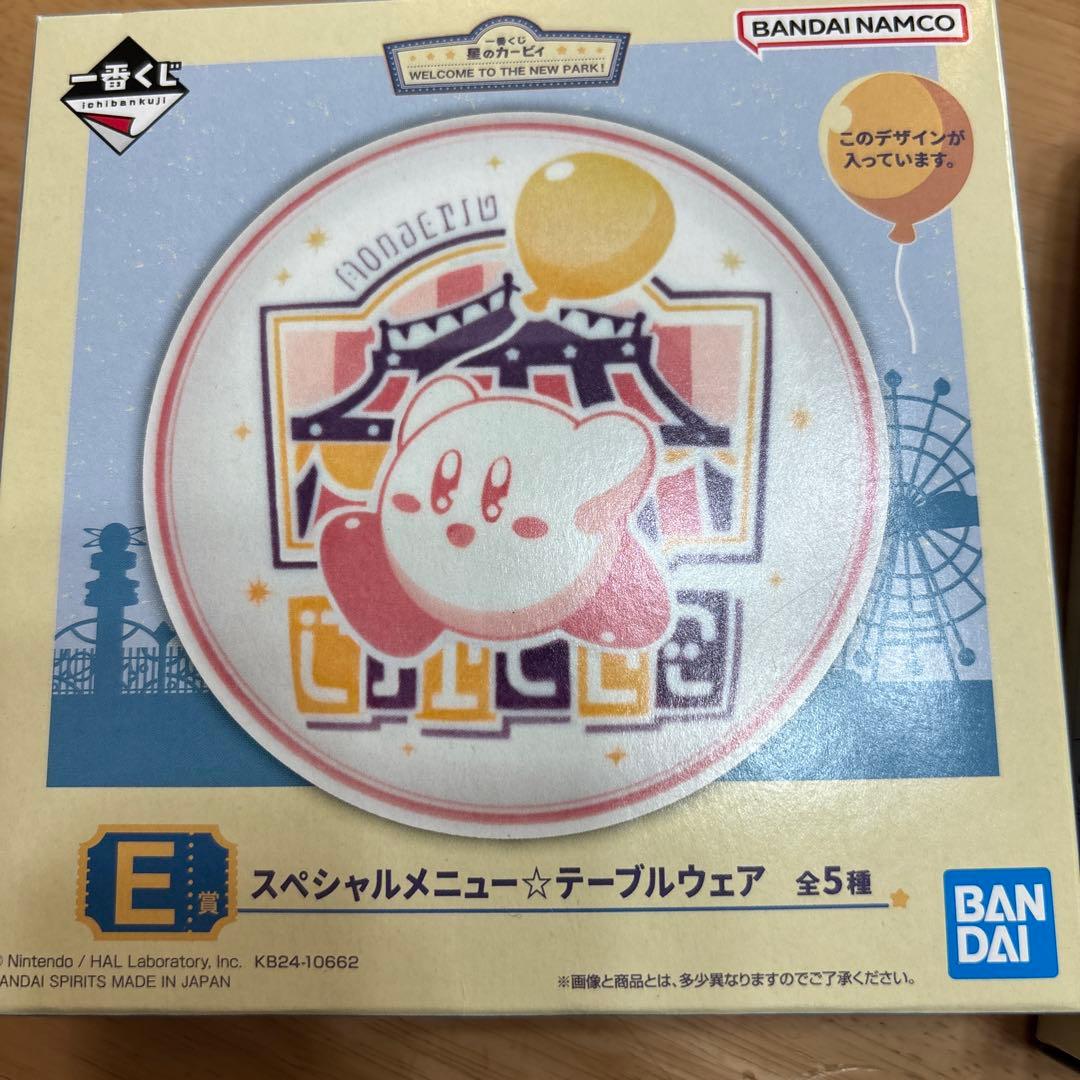 一番くじ
ichibankuji
一番くじ
星のカービィ
WELCOME TO THE NEW PARK!
BANDAI NAMCO
このデザインが
入っています。
E賞
スペシャルメニュー☆テーブルウェア 全5種
Nintendo / HAL Laboratory, Inc. KB24-10662
ANDAI SPIRITS MADE IN JAPAN
※画像と商品とは、多少異なりますのでご了承ください。
BAN
DAI